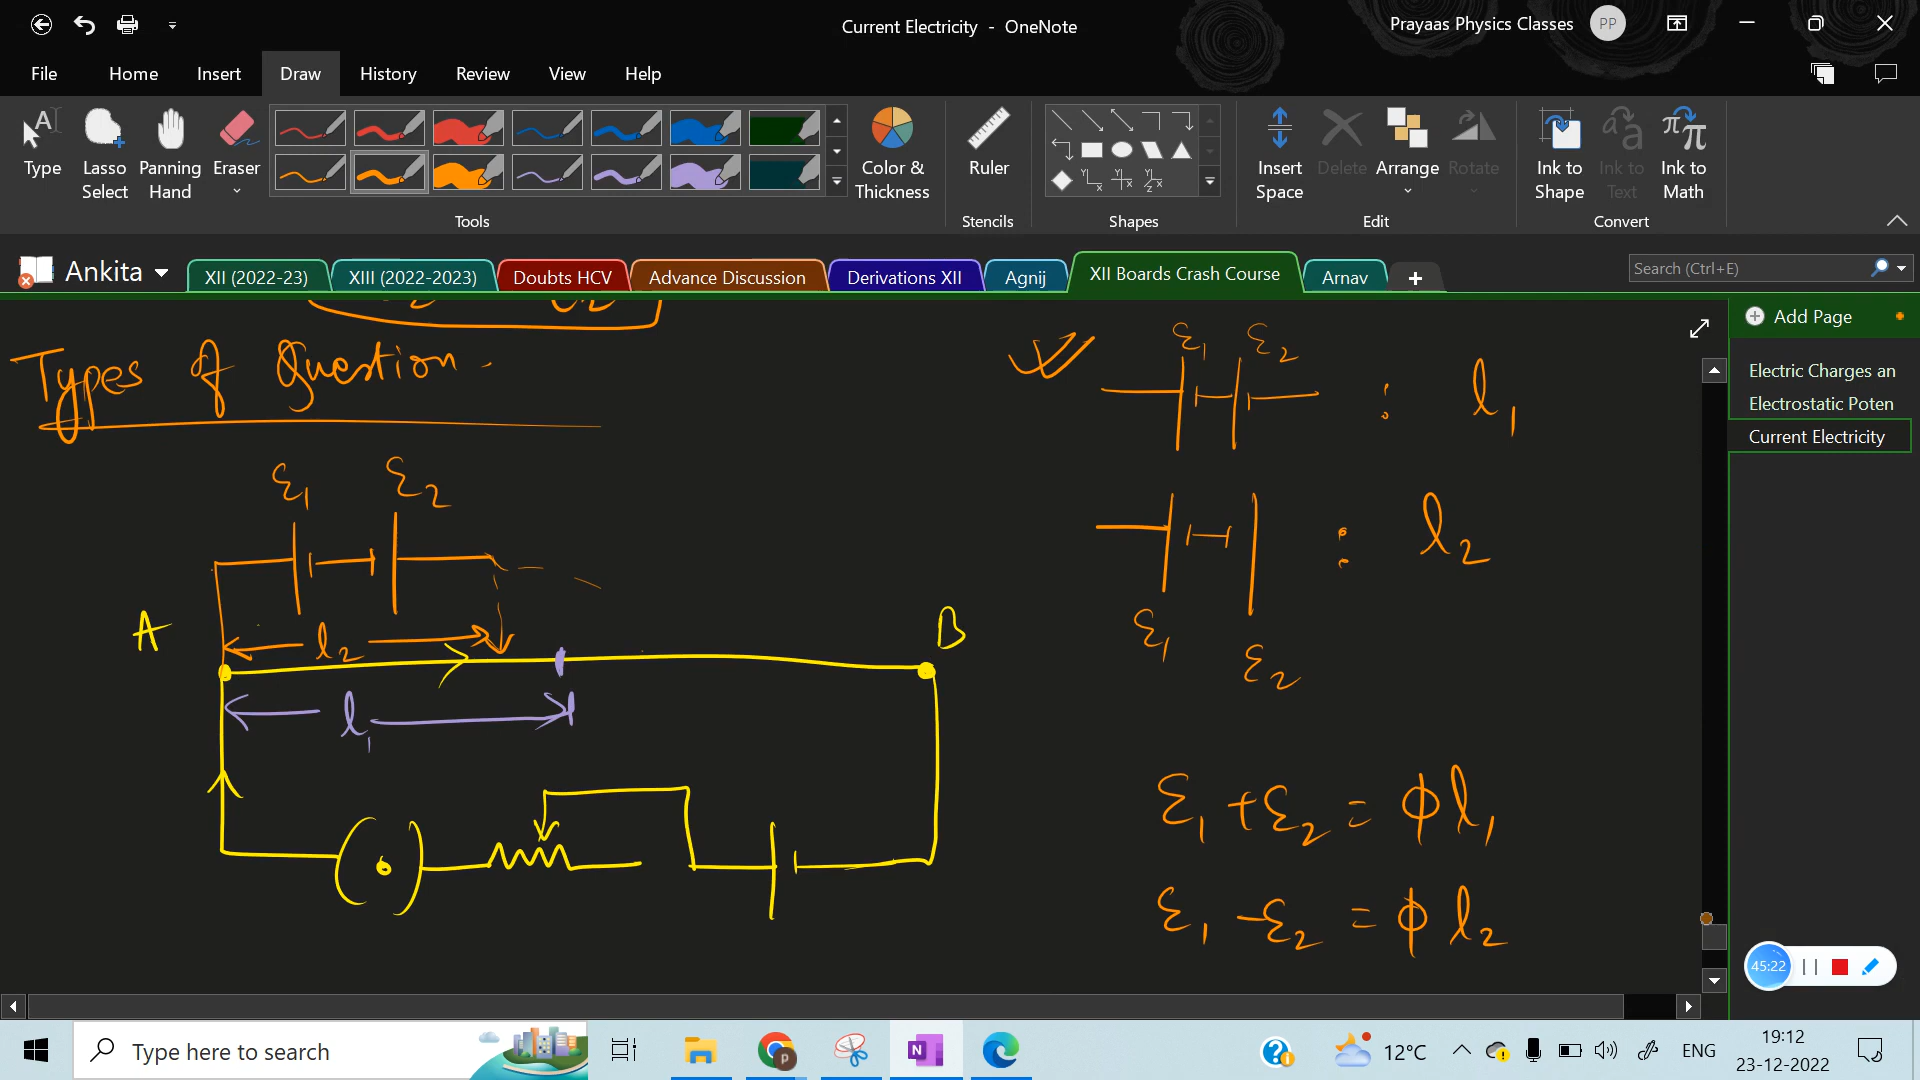 Current Electricity - OneNote
Prayaas Physics Classes PP
File Home Insert Draw History Review View Help
Type
Lasso Select
Panning Hand
Eraser
Color & Thickness
Ruler
Insert Space
Delete
Arrange
Rotate
Ink to Shape
Ink to Text
Ink to Math
Tools Stencils Shapes Edit Convert
Ankita XII (2022-23) XIII (2022-2023) Doubts HCV Advance Discussion Derivations XII Agnij XII Boards Crash Course Arnav +
Search (Ctrl+E)
Add Page
Electric Charges an
Electrostatic Poten
Current Electricity
Types of Question
ε₁ ε₂
A B
l₂
l₁
ε₁ ε₂
: l₁
: l₂
ε₁ ε₂
ε₁ + ε₂ = ϕ l₁
ε₁ - ε₂ = ϕ l₂
45:22
Type here to search
12°C
ENG
19:12
23-12-2022